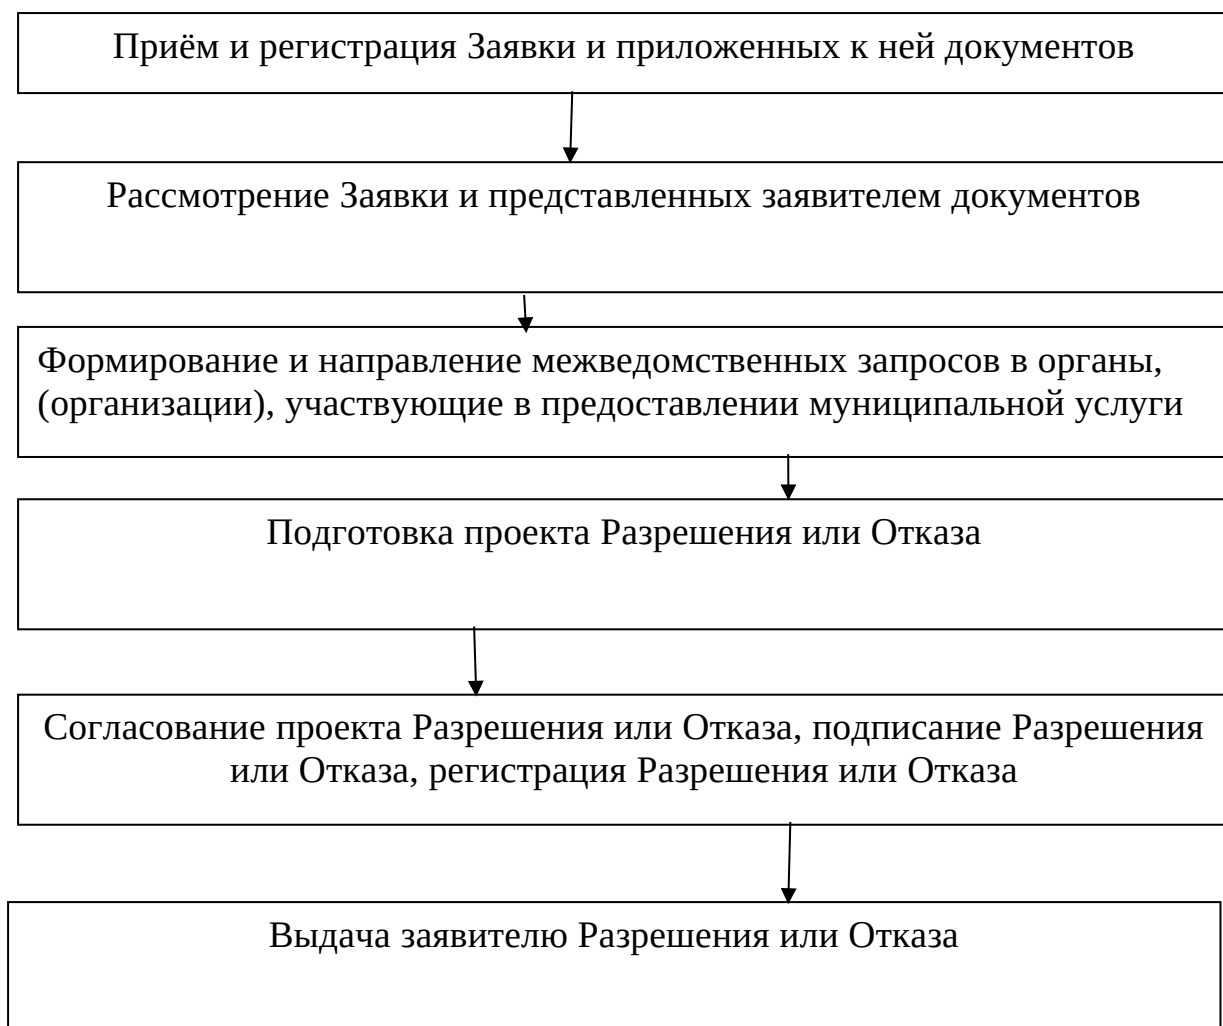 Приём и регистрация Заявки и приложенных к ней документов
Рассмотрение Заявки и представленных заявителем документов
Формирование и направление межведомственных запросов в органы,
(организации), участвующие в предоставлении муниципальной услуги
Подготовка проекта Разрешения или Отказа
Согласование проекта Разрешения или Отказа, подписание Разрешения
или Отказа, регистрация Разрешения или Отказа
Выдача заявителю Разрешения или Отказа